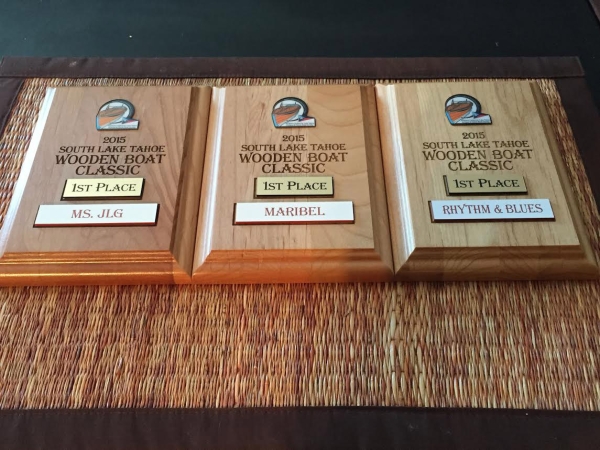 2015
SOUTH LAKE TAHOE
WOODEN BOAT
CLASSIC
1ST PLACE
MS. JLG
2015
SOUTH LAKE TAHOE
WOODEN BOAT
CLASSIC
1ST PLACE
MARIBEL
2015
SOUTH LAKE TAHOE
WOODEN BOAT
CLASSIC
1ST PLACE
RHYTHM & BLUES